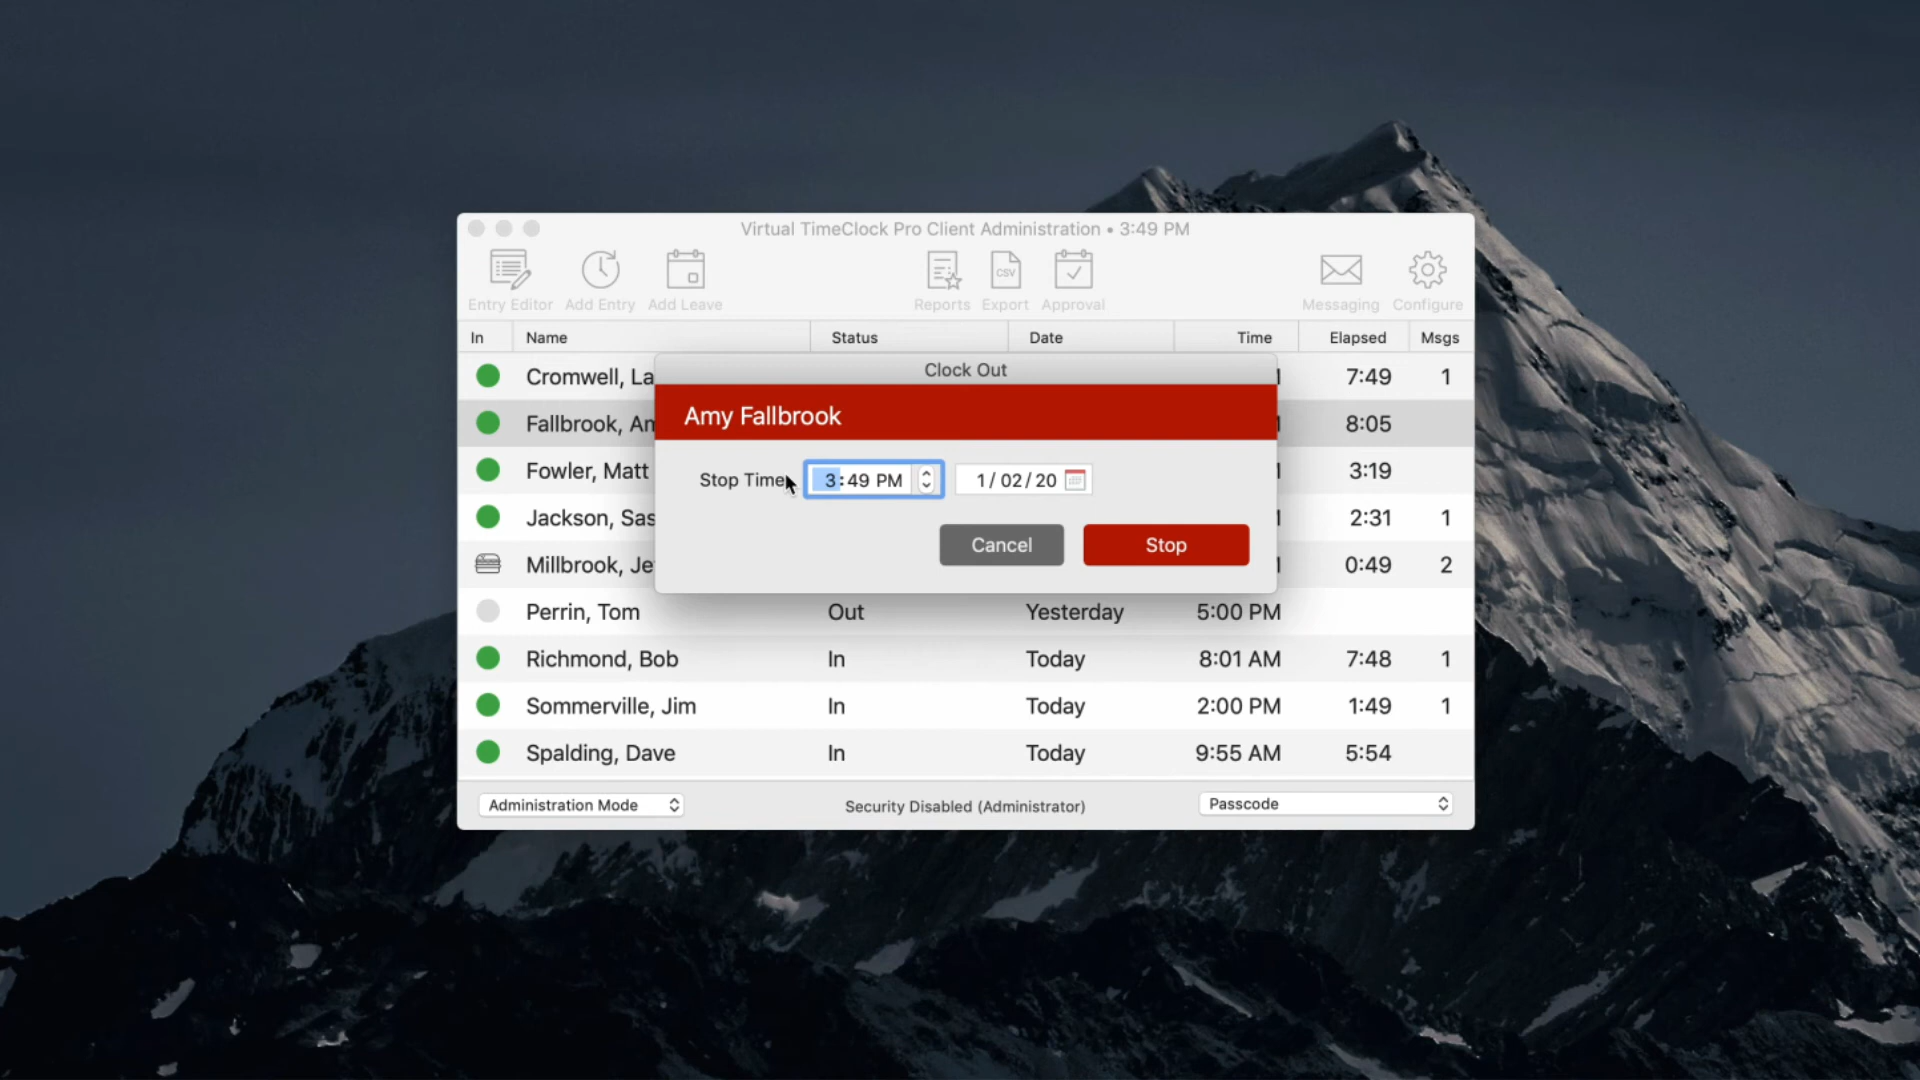 Virtual TimeClock Pro Client Administration • 3:49 PM
Entry Editor Add Entry Add Leave CSV Reports Export Approval Messaging Configure
In Name Status Date Time Elapsed Msgs
Clock Out
Cromwell, La 7:49 1
Amy Fallbrook
Fallbrook, Am 8:05
Fowler, Matt 3:19
Stop Time 3:49 PM 1/02/20
Jackson, Sas 2:31 1
Cancel Stop
Millbrook, Je 0:49 2
Perrin, Tom Out Yesterday 5:00 PM
Richmond, Bob In Today 8:01 AM 7:48 1
Sommerville, Jim In Today 2:00 PM 1:49 1
Spalding, Dave In Today 9:55 AM 5:54
Administration Mode Security Disabled (Administrator) Passcode